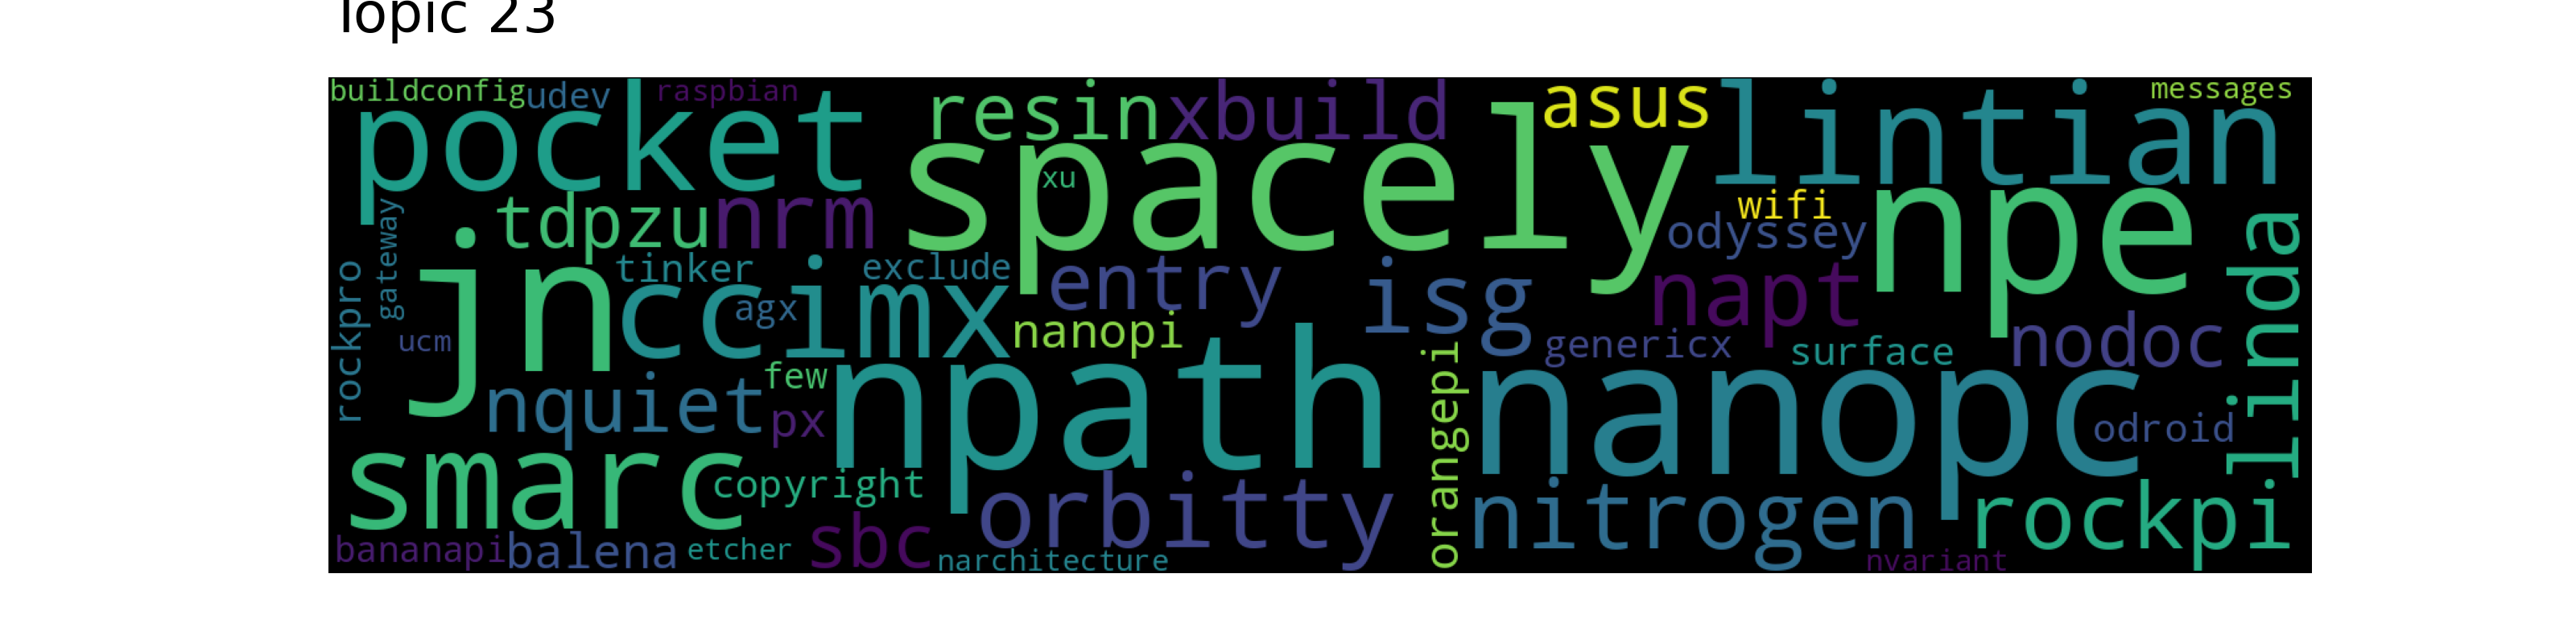 Topic 23
buildconfig udev raspbian resin xbuild asus lintian messages
pocket spacely xu wifi
tdpzu nrm odyssey npe
gateway jn tinker exclude entry isg napt linda
rockpro ucm ccimx agx nanopi genericx surface nodoc
nquiet few px npath orangepi nanopc odroid
smarc copyright orbitty nitrogen rockpi
bananapi balena etcher sbc narchitecture nvariant